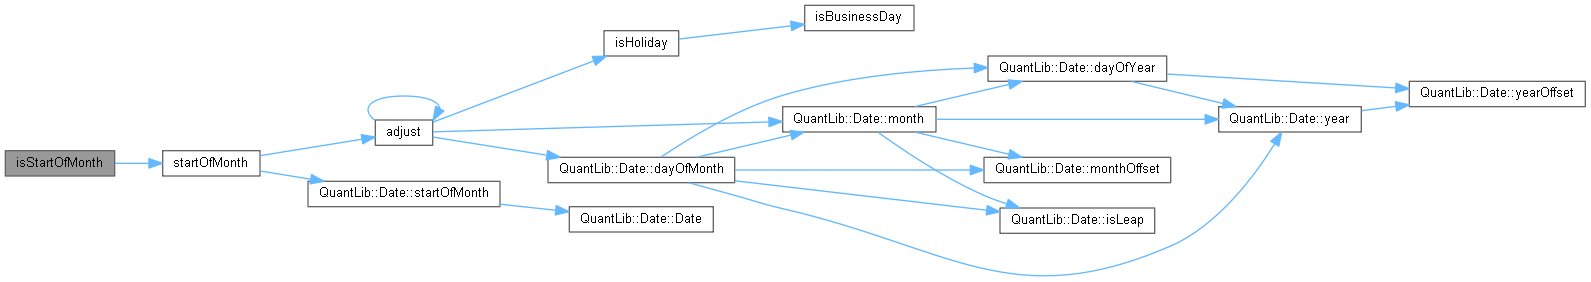 isBusinessDay
isHoliday
QuantLib::Date::dayOfYear
QuantLib::Date::yearOffset
QuantLib::Date::month
QuantLib::Date::year
adjust
isStartOfMonth
startOfMonth
QuantLib::Date::dayOfMonth
QuantLib::Date::monthOffset
QuantLib::Date::startOfMonth
QuantLib::Date::Date
QuantLib::Date::isLeap